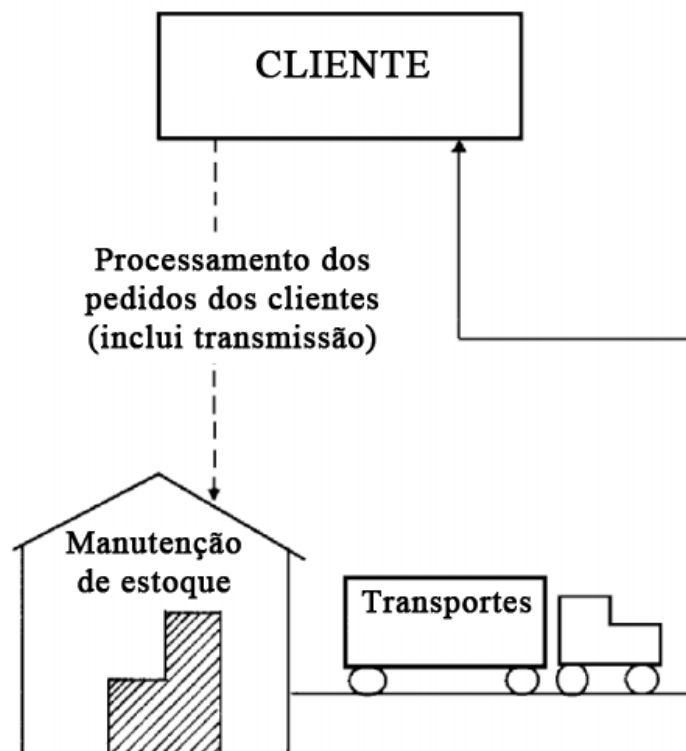 CLIENTE
Processamento dos
pedidos dos clientes
(inclui transmissão)
Manutenção
de estoque
Transportes